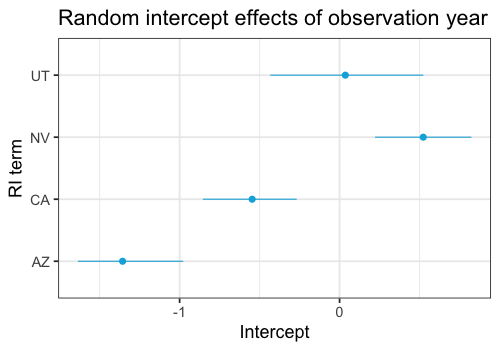 Random intercept effects of observation year
UT
NV
CA
AZ
RI term
-1
0
Intercept